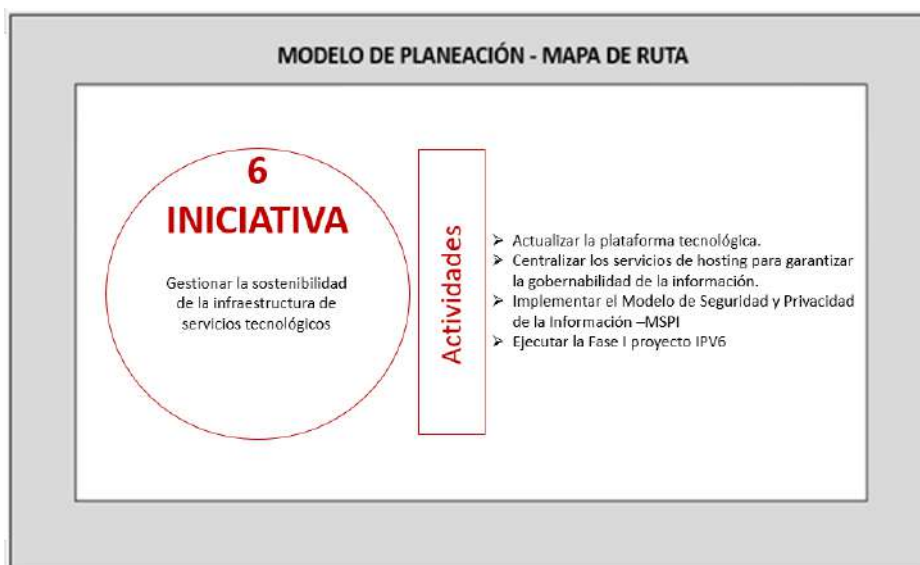 MODELO DE PLANEACIÓN - MAPA DE RUTA
6
INICIATIVA
Gestionar la sostenibilidad
de la infraestructura de
servicios tecnológicos
Actividades
➢ Actualizar la plataforma tecnológica.
➢ Centralizar los servicios de hosting para garantizar
la gobernabilidad de la información.
➢ Implementar el Modelo de Seguridad y Privacidad
de la Información –MSPI
➢ Ejecutar la Fase I proyecto IPV6